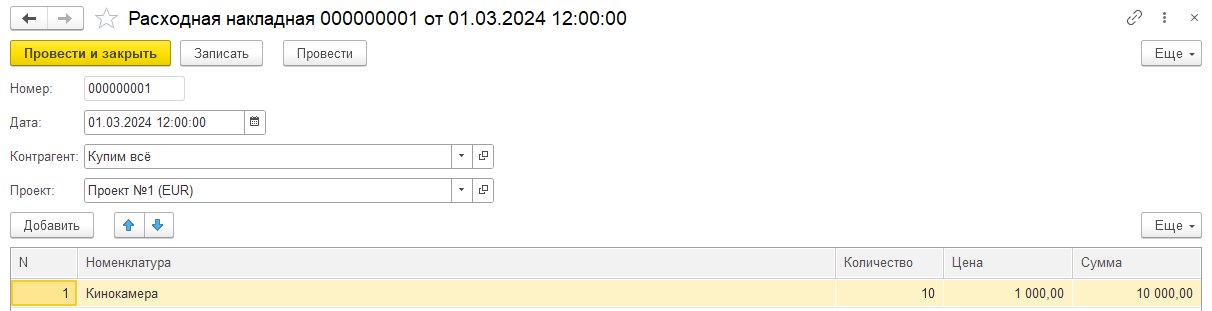 Расходная накладная 000000001 от 01.03.2024 12:00:00
Провести и закрыть Записать Провести Еще
Номер: 000000001
Дата: 01.03.2024 12:00:00
Контрагент: Купим всё
Проект: Проект №1 (EUR)
Добавить Еще
N Номенклатура Количество Цена Сумма
1 Кинокамера 10 1 000,00 10 000,00